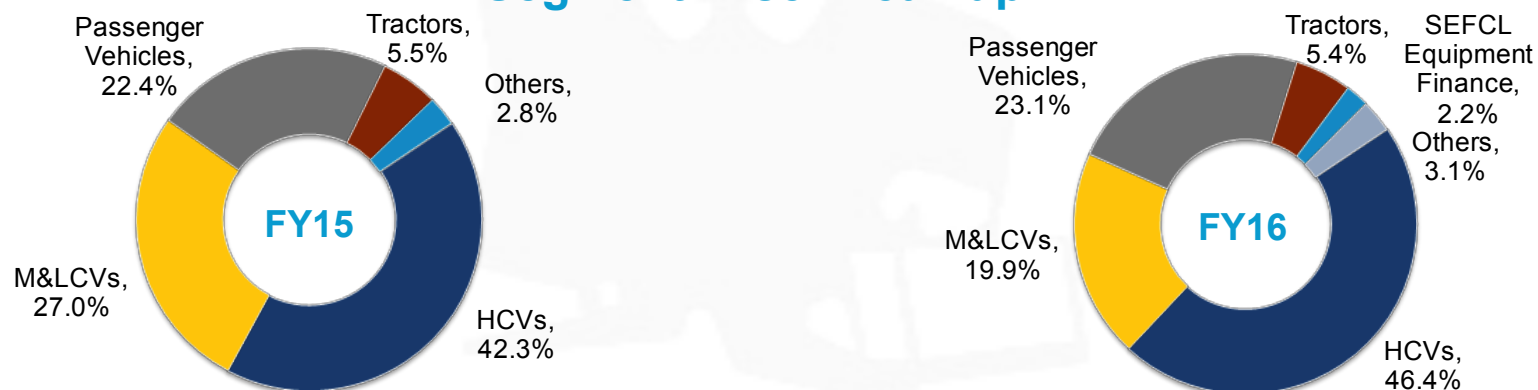 Passenger
Vehicles,
22.4%
Tractors,
5.5%
Others,
2.8%
FY15
M&LCVs,
27.0%
HCVs,
42.3%
Passenger
Vehicles,
23.1%
Tractors,
5.4%
SEFCL
Equipment
Finance,
2.2%
Others,
3.1%
FY16
M&LCVs,
19.9%
HCVs,
46.4%